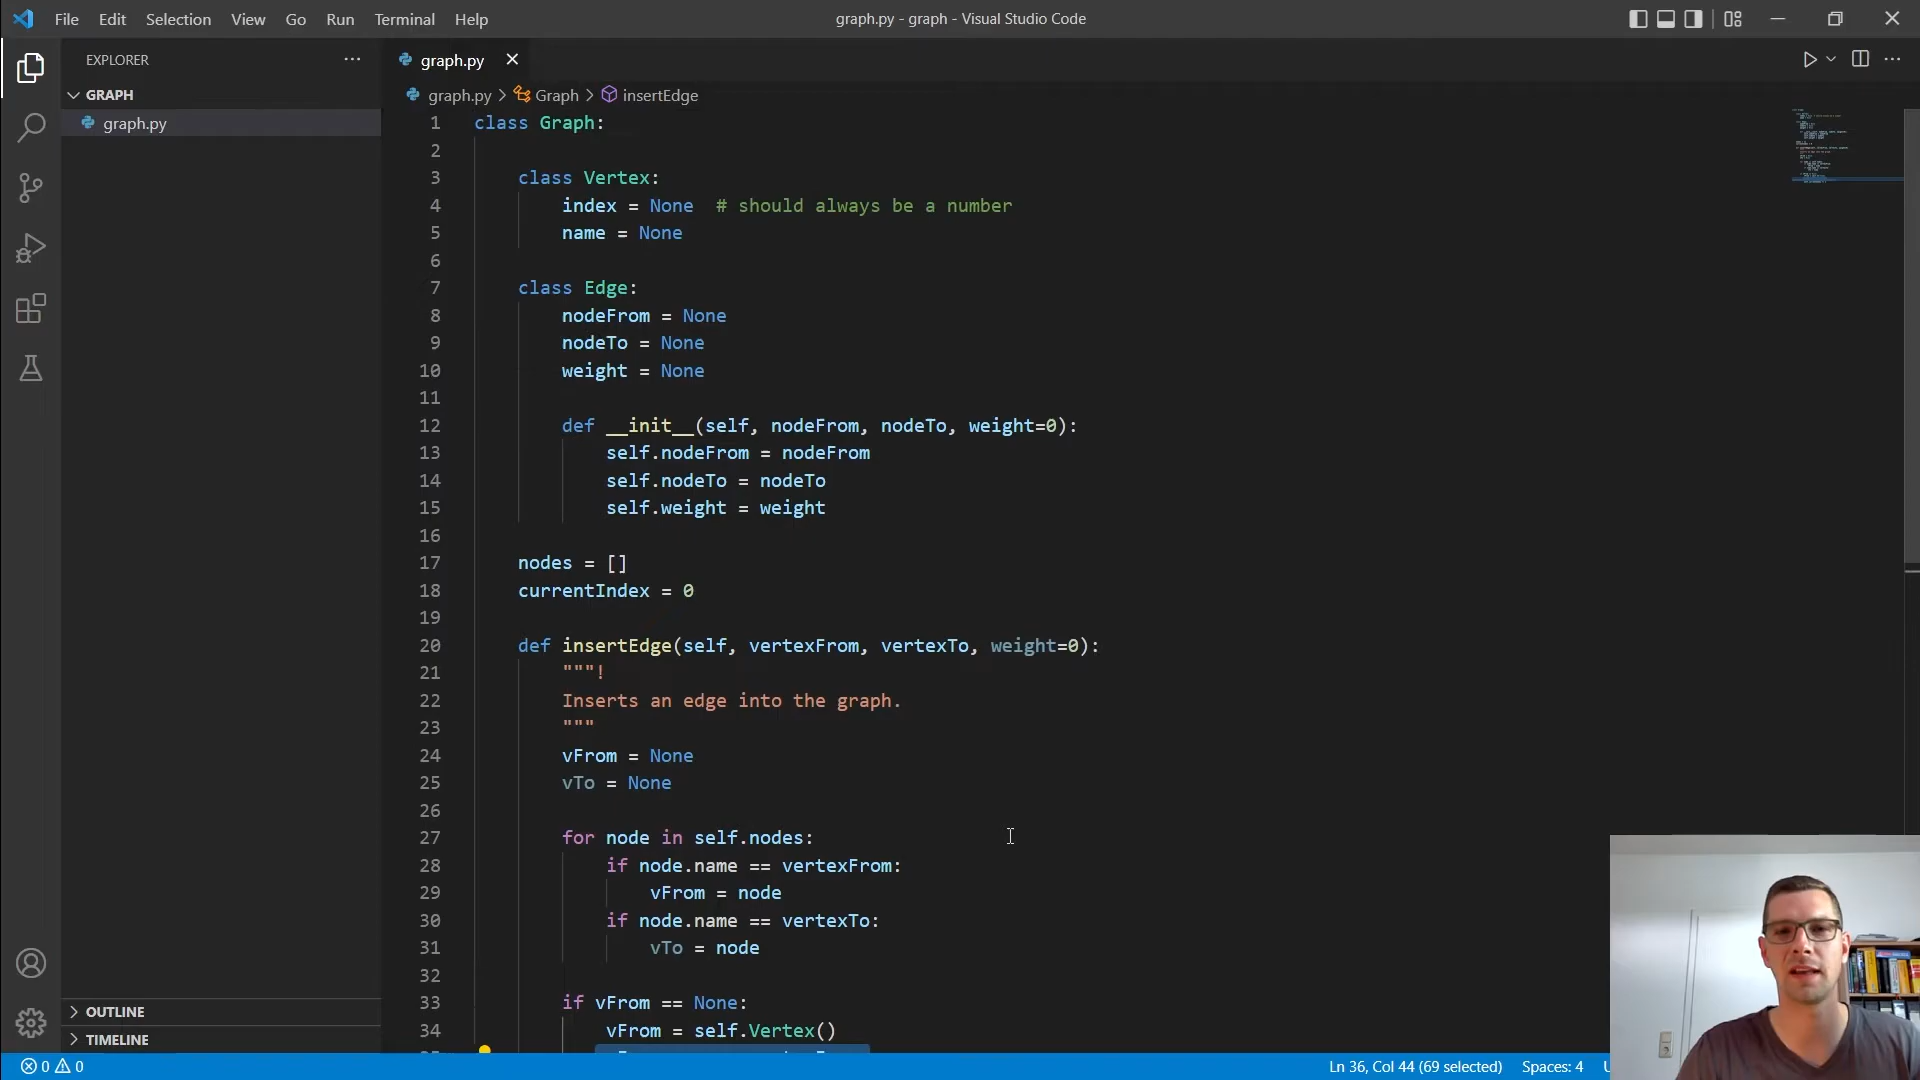 File Edit Selection View Go Run Terminal Help
graph.py - graph - Visual Studio Code
EXPLORER
GRAPH
graph.py
OUTLINE
TIMELINE
graph.py
graph.py > Graph > insertEdge
1 class Graph:
2
3 class Vertex:
4 index = None # should always be a number
5 name = None
6
7 class Edge:
8 nodeFrom = None
9 nodeTo = None
10 weight = None
11
12 def __init__(self, nodeFrom, nodeTo, weight=0):
13 self.nodeFrom = nodeFrom
14 self.nodeTo = nodeTo
15 self.weight = weight
16
17 nodes = []
18 currentIndex = 0
19
20 def insertEdge(self, vertexFrom, vertexTo, weight=0):
21 """!
22 Inserts an edge into the graph.
23 """
24 vFrom = None
25 vTo = None
26
27 for node in self.nodes:
28 if node.name == vertexFrom:
29 vFrom = node
30 if node.name == vertexTo:
31 vTo = node
32
33 if vFrom == None:
34 vFrom = self.Vertex()
0 0
Ln 36, Col 44 (69 selected) Spaces: 4